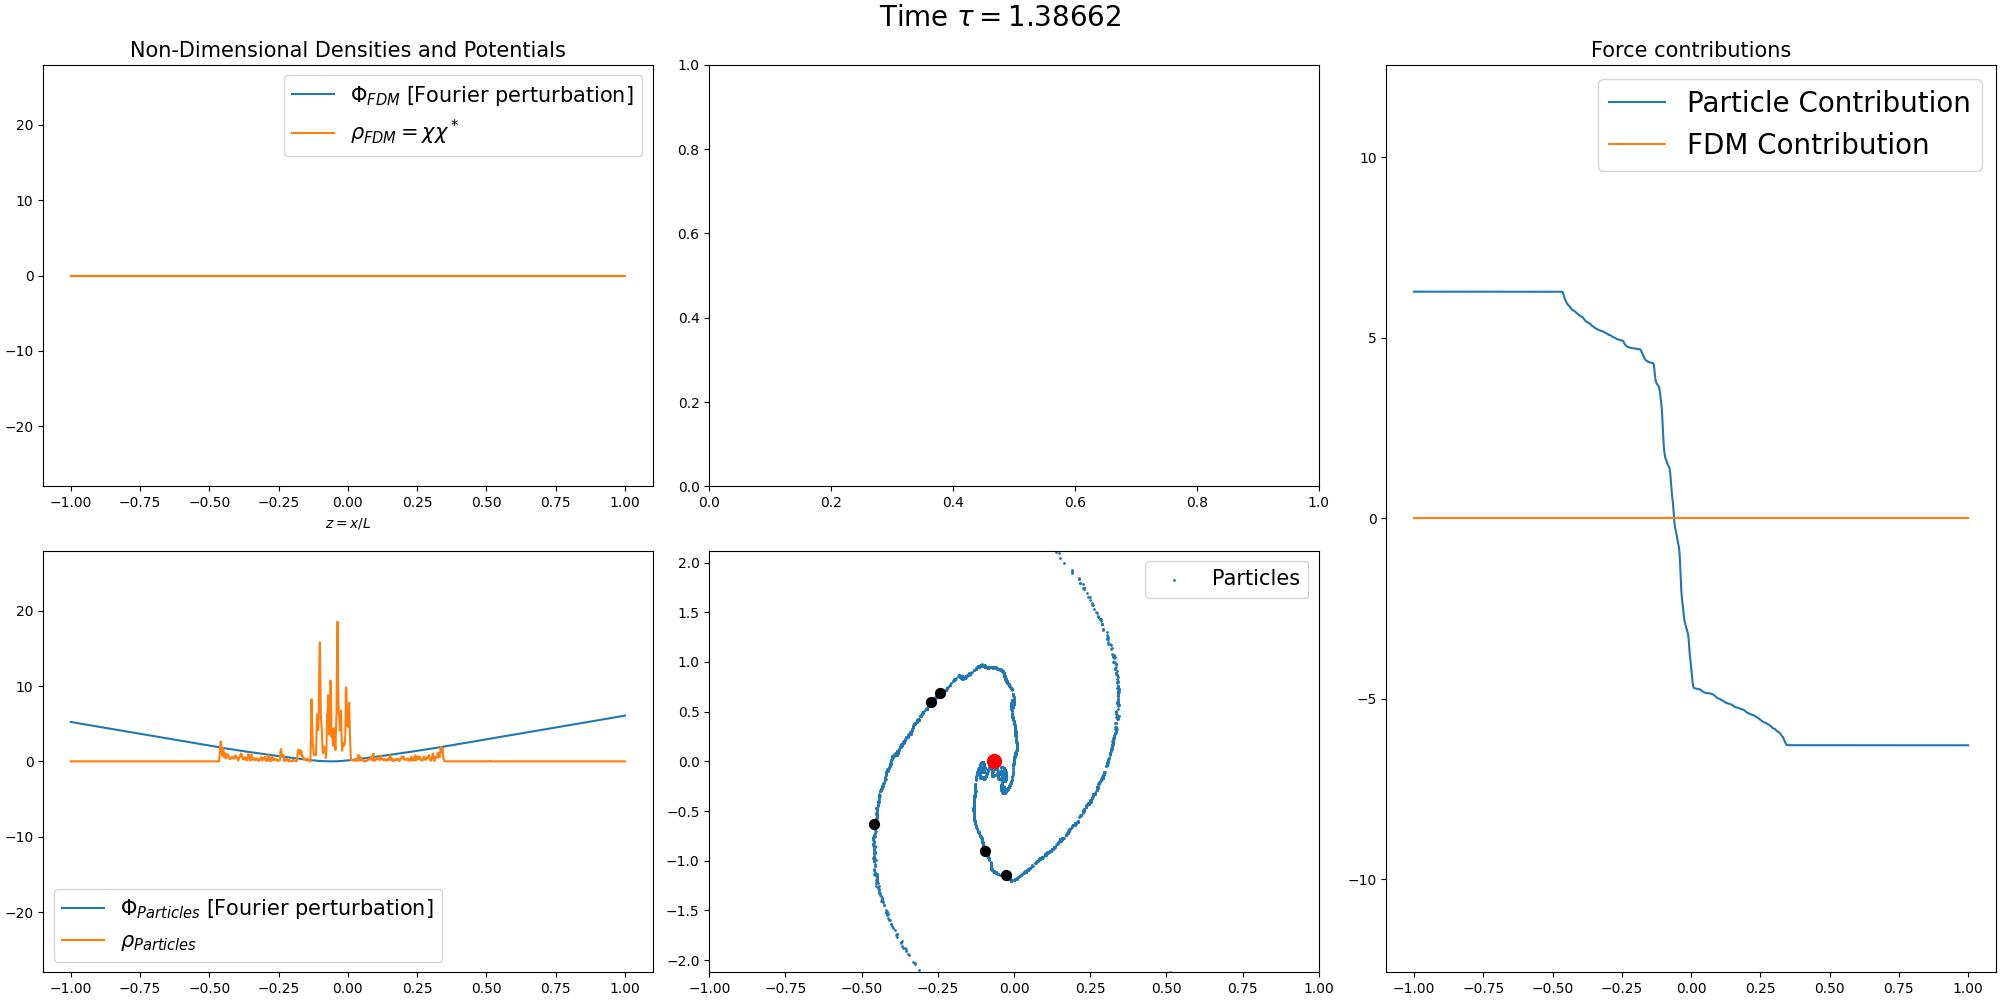 Time τ = 1.38662
Non-Dimensional Densities and Potentials
Φ_FDM [Fourier perturbation]
ρ_FDM = χχ*
20
10
0
−10
−20
−1.00 −0.75 −0.50 −0.25 0.00 0.25 0.50 0.75 1.00
z = x/L
1.0
0.8
0.6
0.4
0.2
0.0
0.0 0.2 0.4 0.6 0.8 1.0
Force contributions
Particle Contribution
FDM Contribution
10
5
0
−5
−10
−1.00 −0.75 −0.50 −0.25 0.00 0.25 0.50 0.75 1.00
20
10
0
−10
−20
Φ_Particles [Fourier perturbation]
ρ_Particles
−1.00 −0.75 −0.50 −0.25 0.00 0.25 0.50 0.75 1.00
Particles
2.0
1.5
1.0
0.5
0.0
−0.5
−1.0
−1.5
−2.0
−1.00 −0.75 −0.50 −0.25 0.00 0.25 0.50 0.75 1.00